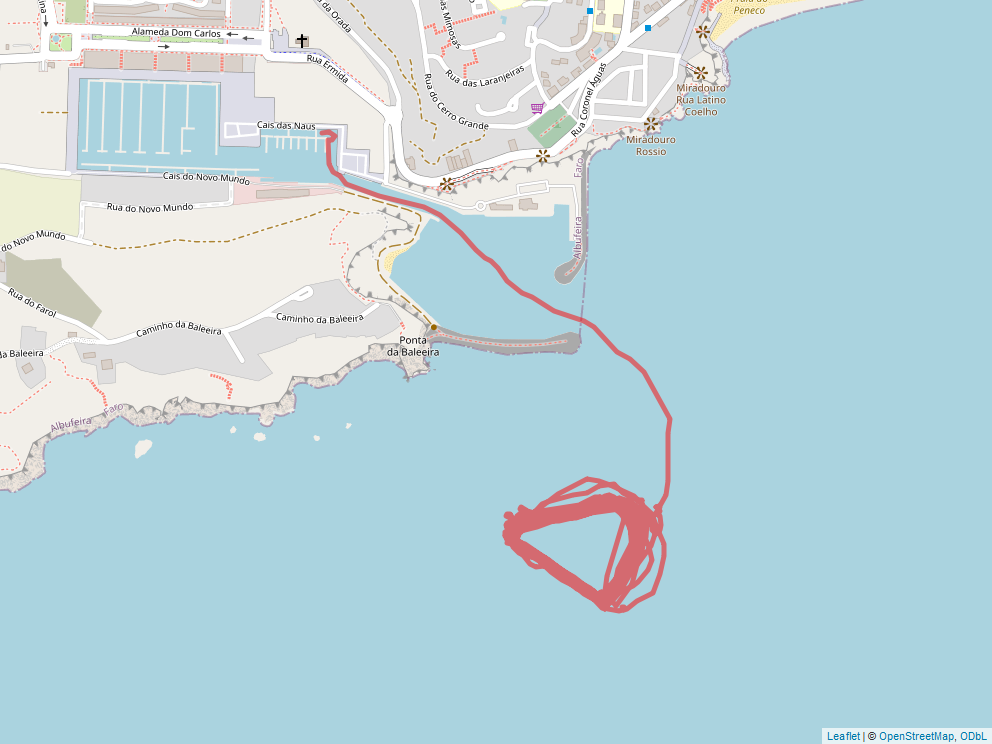 Alameda Dom Carlos
Rua Ermida
da Orada
as Mimosas
Rua das Laranjeiras
Rua do Cerro Grande
Rua Coronel Águas
Praia do
Peneco
Miradouro
Rua Latino
Coelho
Miradouro
Rossio
Cais das Naus
Cais do Novo Mundo
Rua do Novo Mundo
do Novo Mundo
Rua do Farol
Caminho da Baleeira
Caminho da Baleeira
da Baleeira
Ponta
da Baleeira
Faro
Albufeira
Albufeira
Faro
ina
Leaflet | © OpenStreetMap, ODbL